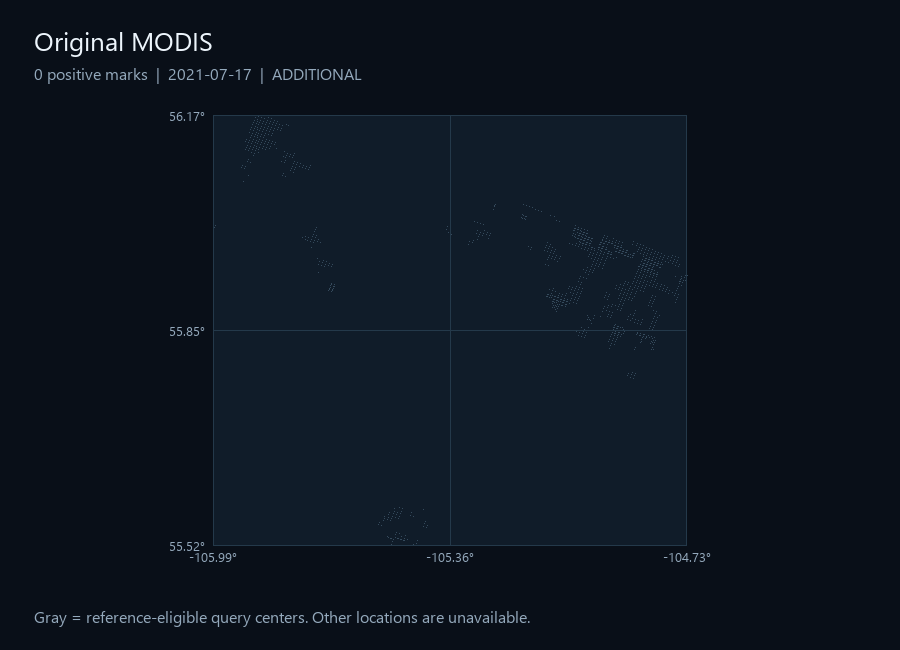 Original MODIS
0 positive marks | 2021-07-17 | ADDITIONAL
56.17°
55.85°
55.52°
-105.99°
-105.36°
-104.73°
Gray = reference-eligible query centers. Other locations are unavailable.